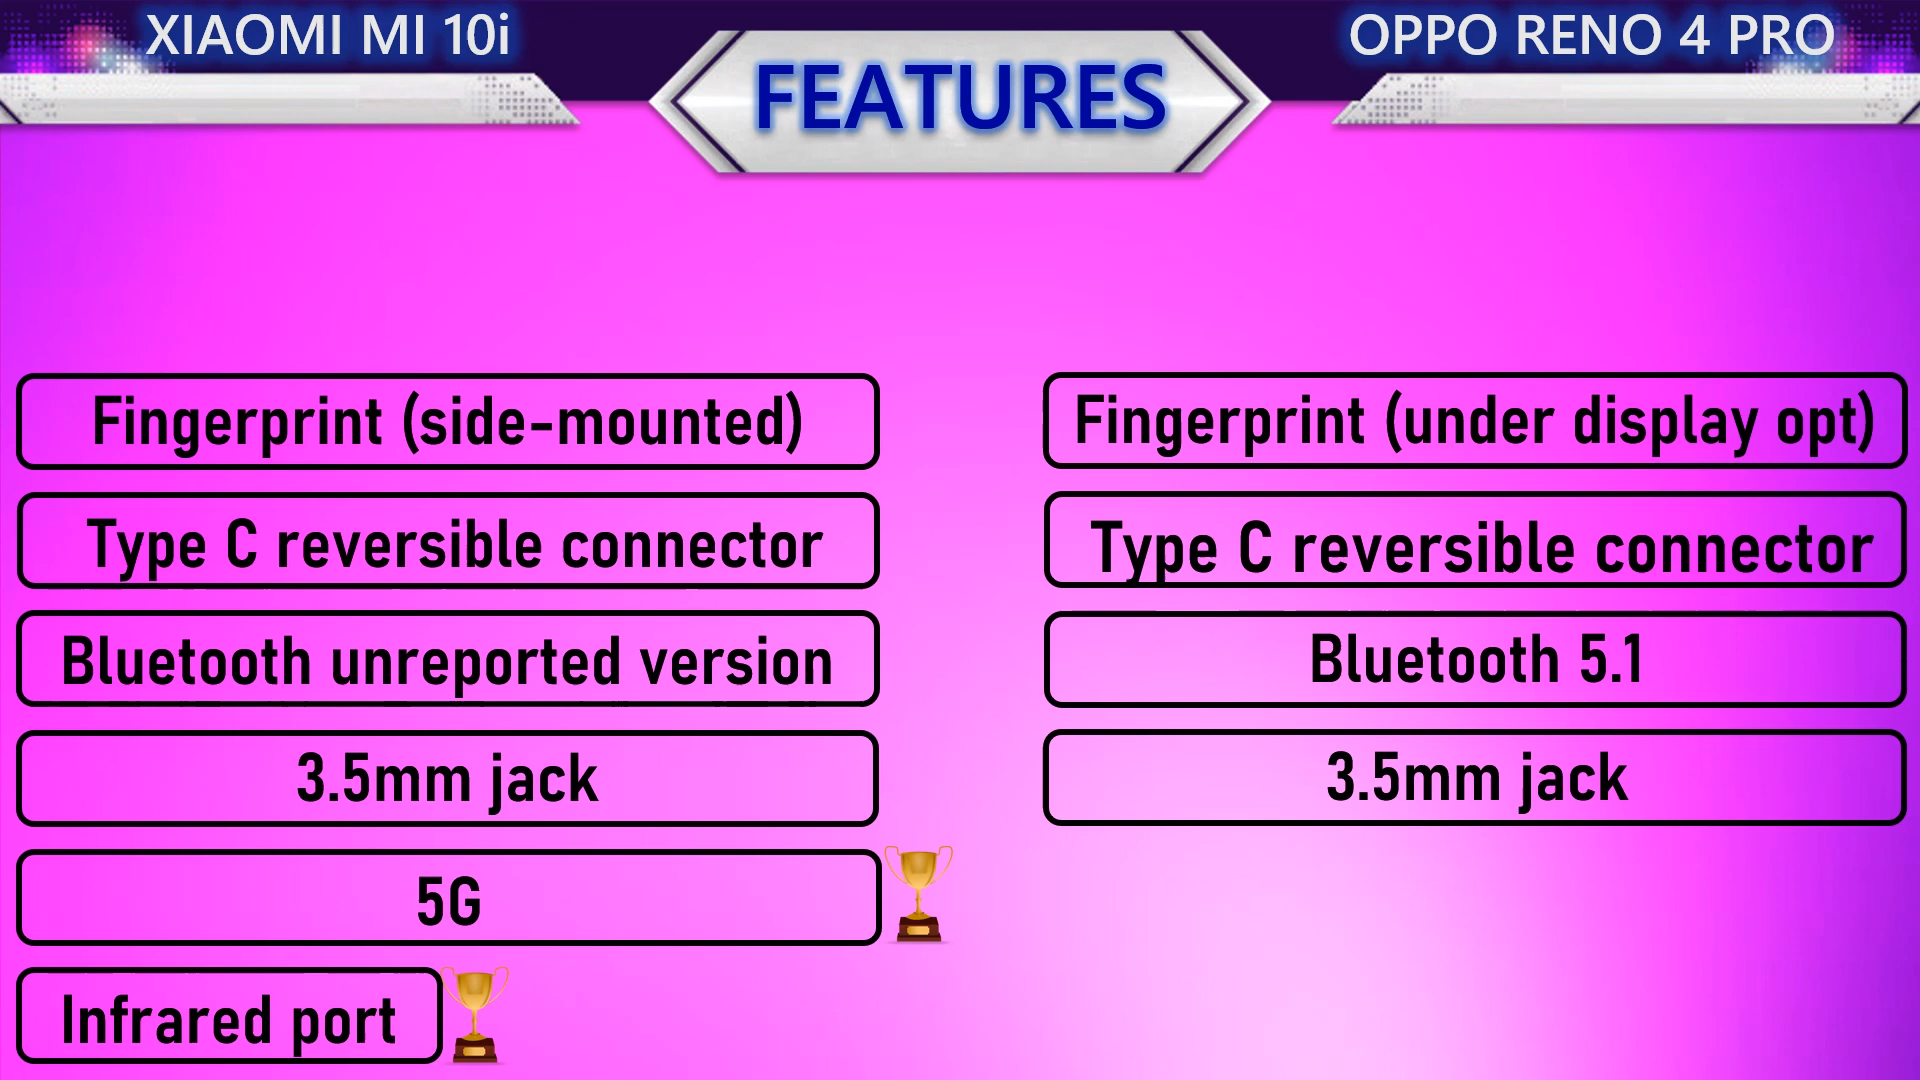 XIAOMI MI 10i
FEATURES
OPPO RENO 4 PRO
Fingerprint (side-mounted)
Fingerprint (under display opt)
Type C reversible connector
Type C reversible connector
Bluetooth unreported version
Bluetooth 5.1
3.5mm jack
3.5mm jack
5G
Infrared port